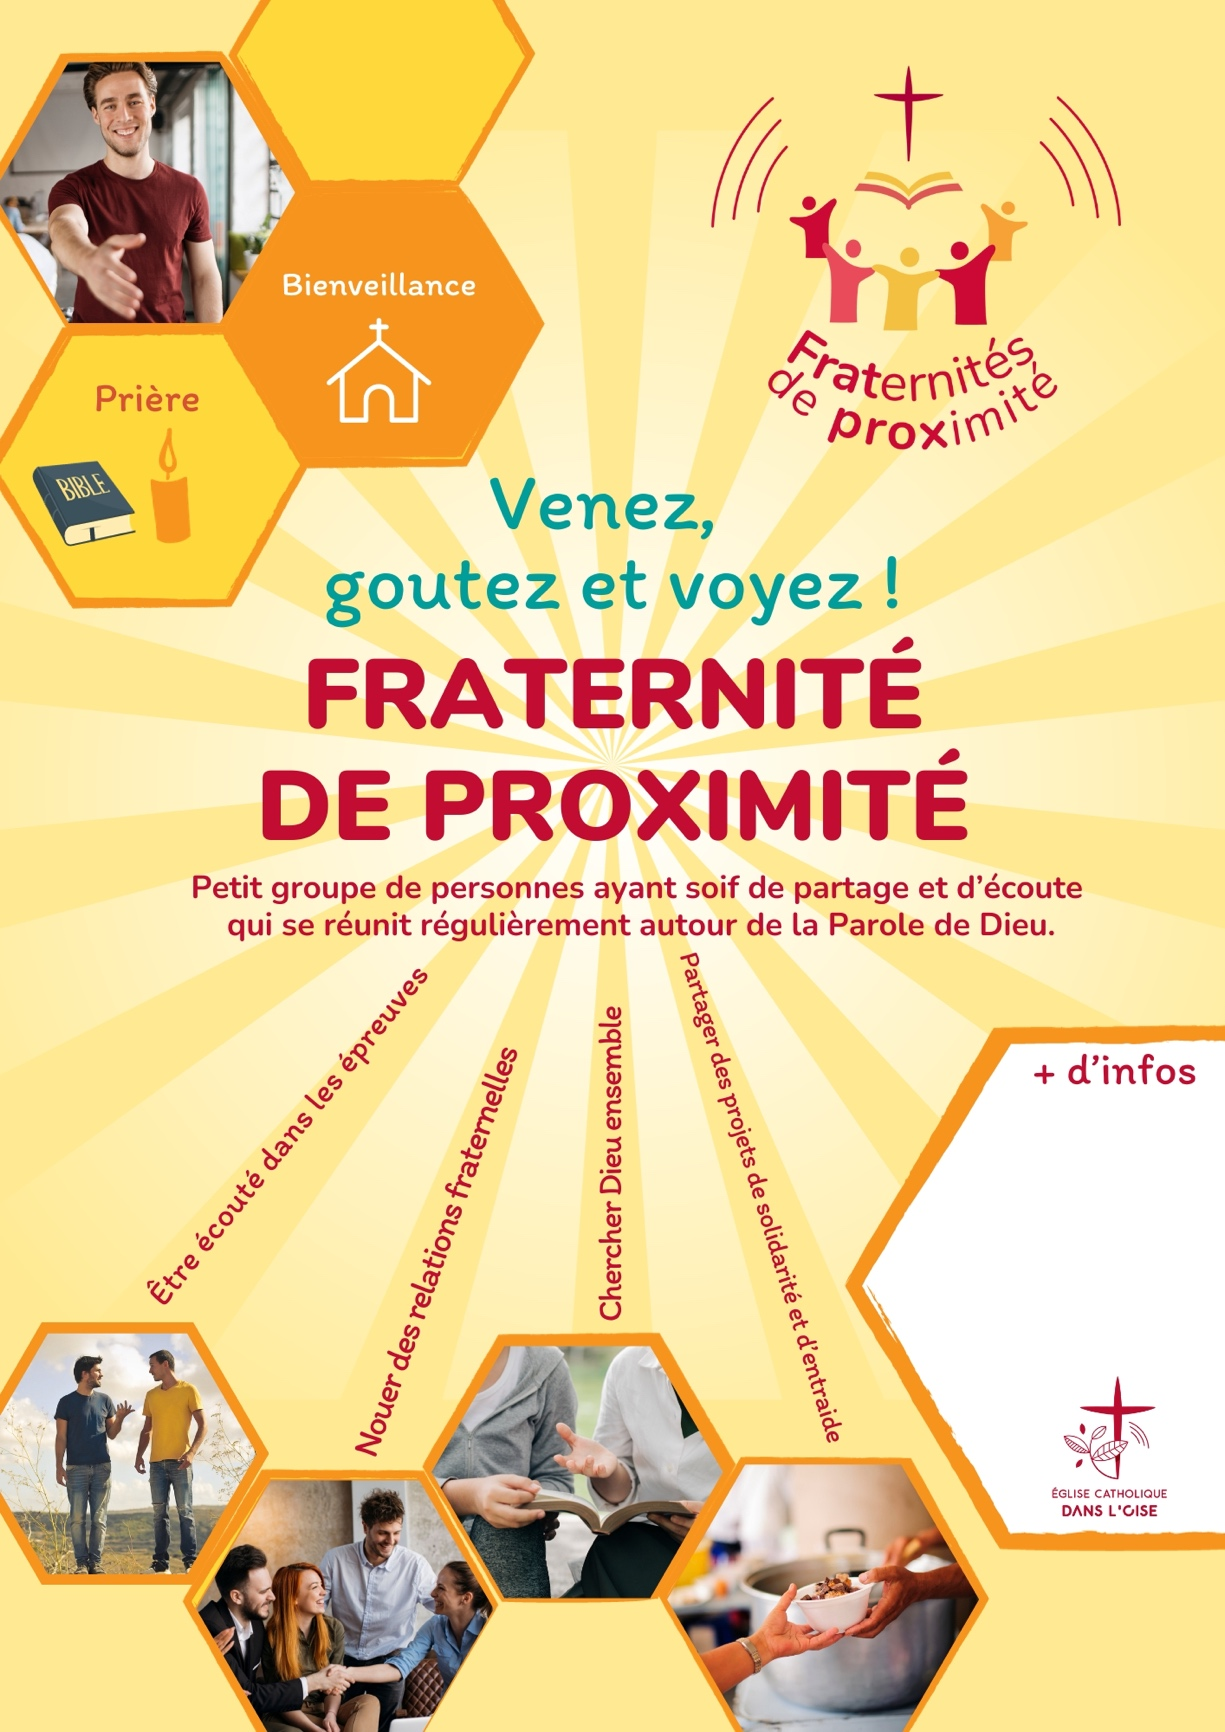 Bienveillance
Prière
BIBLE
Fraternités
de proximité
Venez,
goutez et voyez !
FRATERNITÉ
DE PROXIMITÉ
Petit groupe de personnes ayant soif de partage et d’écoute
qui se réunit régulièrement autour de la Parole de Dieu.
Être écouté dans les épreuves
Nouer des relations fraternelles
Chercher Dieu ensemble
Partager des projets de solidarité et d’entraide
+ d’infos
ÉGLISE CATHOLIQUE
DANS L'OISE